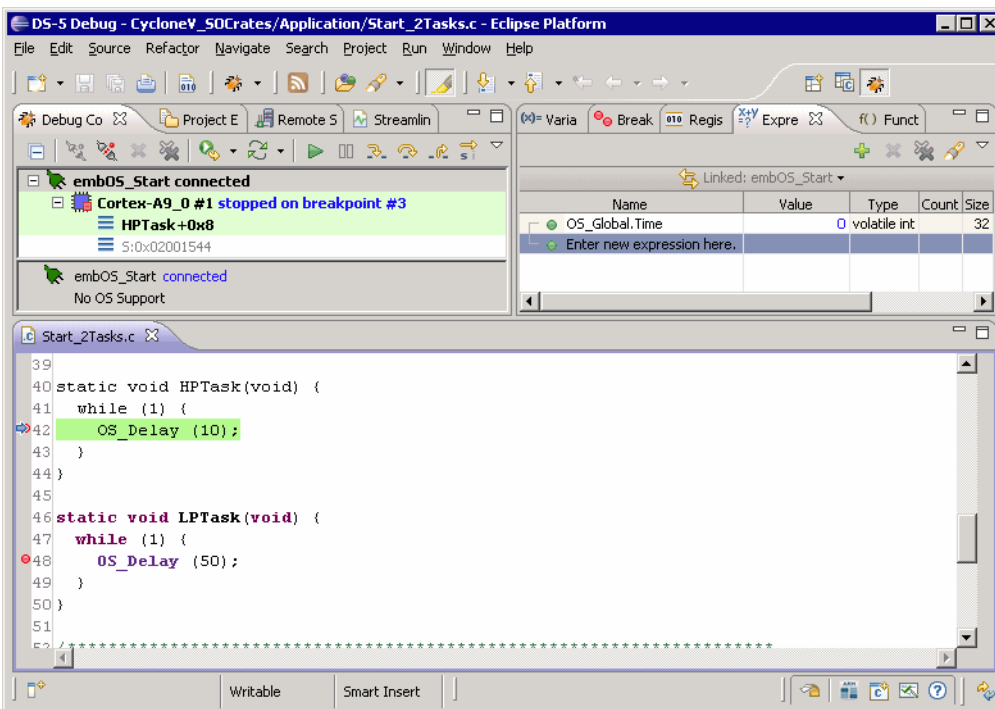 DS-5 Debug - CycloneV_SOCrates/Application/Start_2Tasks.c - Eclipse Platform
File Edit Source Refactor Navigate Search Project Run Window Help
Debug Co Project E Remote S Streamlin
(x)= Varia Break 010 Regis X+Y =? Expre f() Funct
Linked: embOS_Start
embOS_Start connected
Cortex-A9_0 #1 stopped on breakpoint #3
HPTask+0x8
S:0x02001544
embOS_Start connected
No OS Support
Name Value Type Count Size
OS_Global.Time 0 volatile int 32
Enter new expression here.
Start_2Tasks.c
39
40 static void HPTask(void) {
41 while (1) {
42 OS_Delay (10);
43 }
44 }
45
46 static void LPTask(void) {
47 while (1) {
48 OS_Delay (50);
49 }
50 }
51
52 /*********************************************************************
Writable Smart Insert